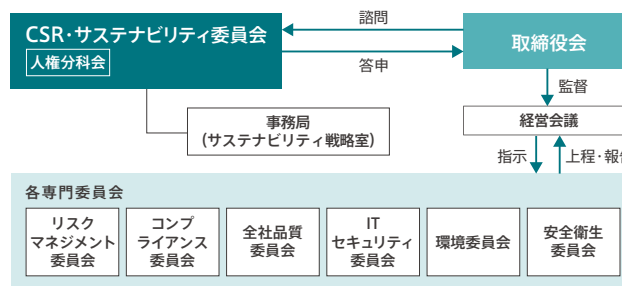 CSR・サステナビリティ委員会
人権分科会
諮問
答申
取締役会
監督
経営会議
事務局
(サステナビリティ戦略室)
指示
上程・報
各専門委員会
リスク
マネジメント
委員会
コンプ
ライアンス
委員会
全社品質
委員会
IT
セキュリティ
委員会
環境委員会
安全衛生
委員会